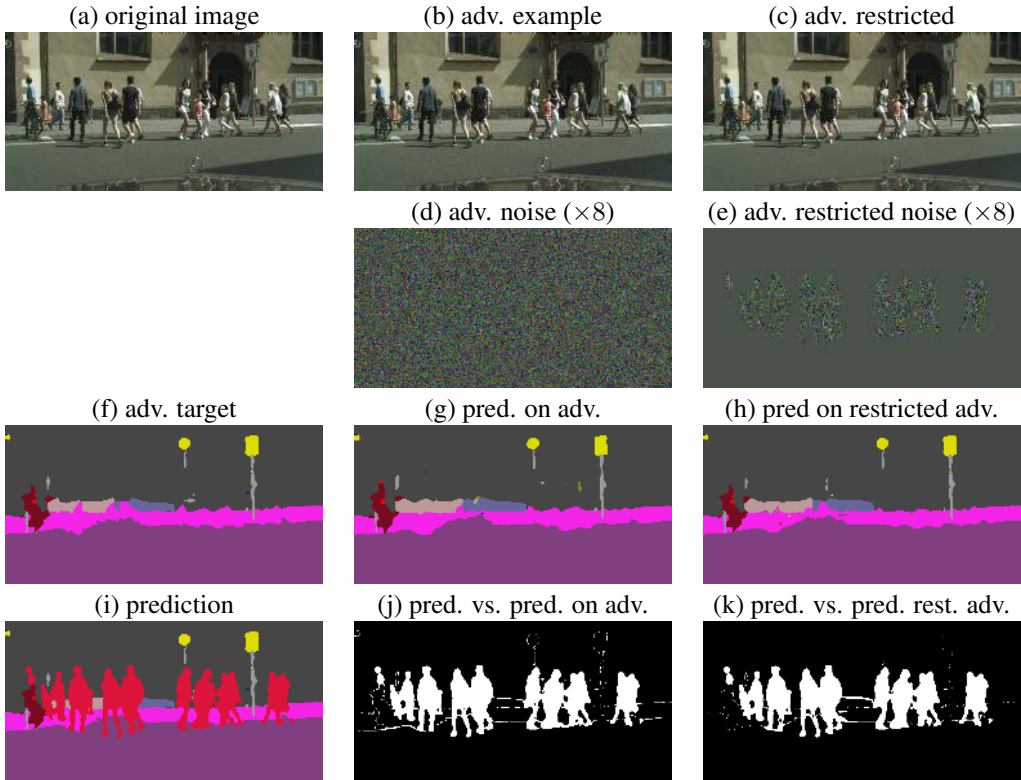 (a) original image
(b) adv. example
(c) adv. restricted
(d) adv. noise (×8)
(e) adv. restricted noise (×8)
(f) adv. target
(g) pred. on adv.
(h) pred on restricted adv.
(i) prediction
(j) pred. vs. pred. on adv.
(k) pred. vs. pred. rest. adv.